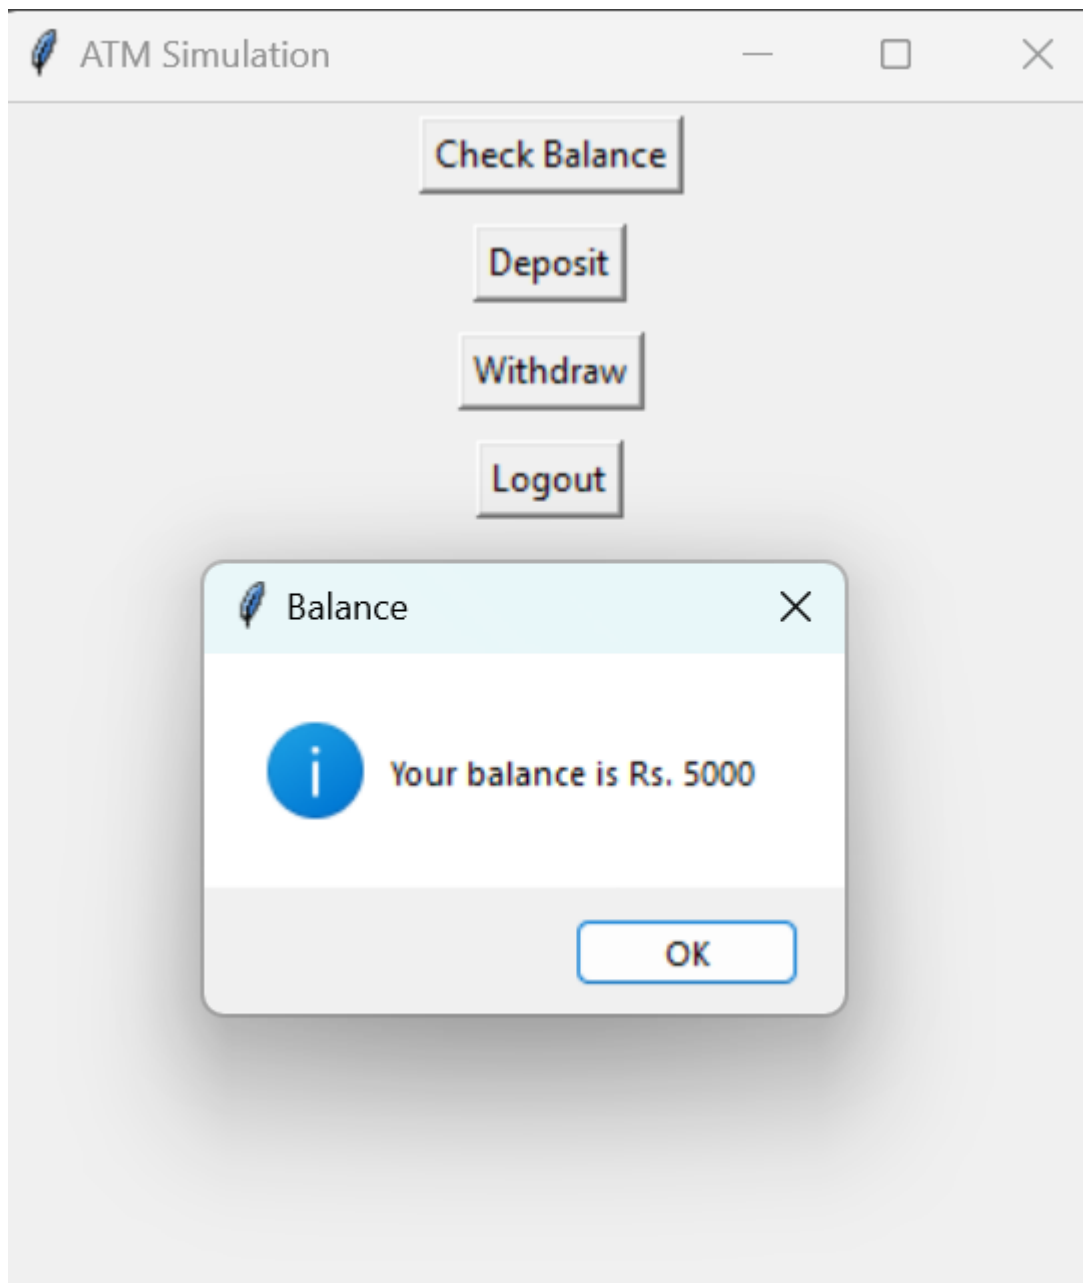 ATM Simulation
Check Balance
Deposit
Withdraw
Logout
Balance
Your balance is Rs. 5000
OK